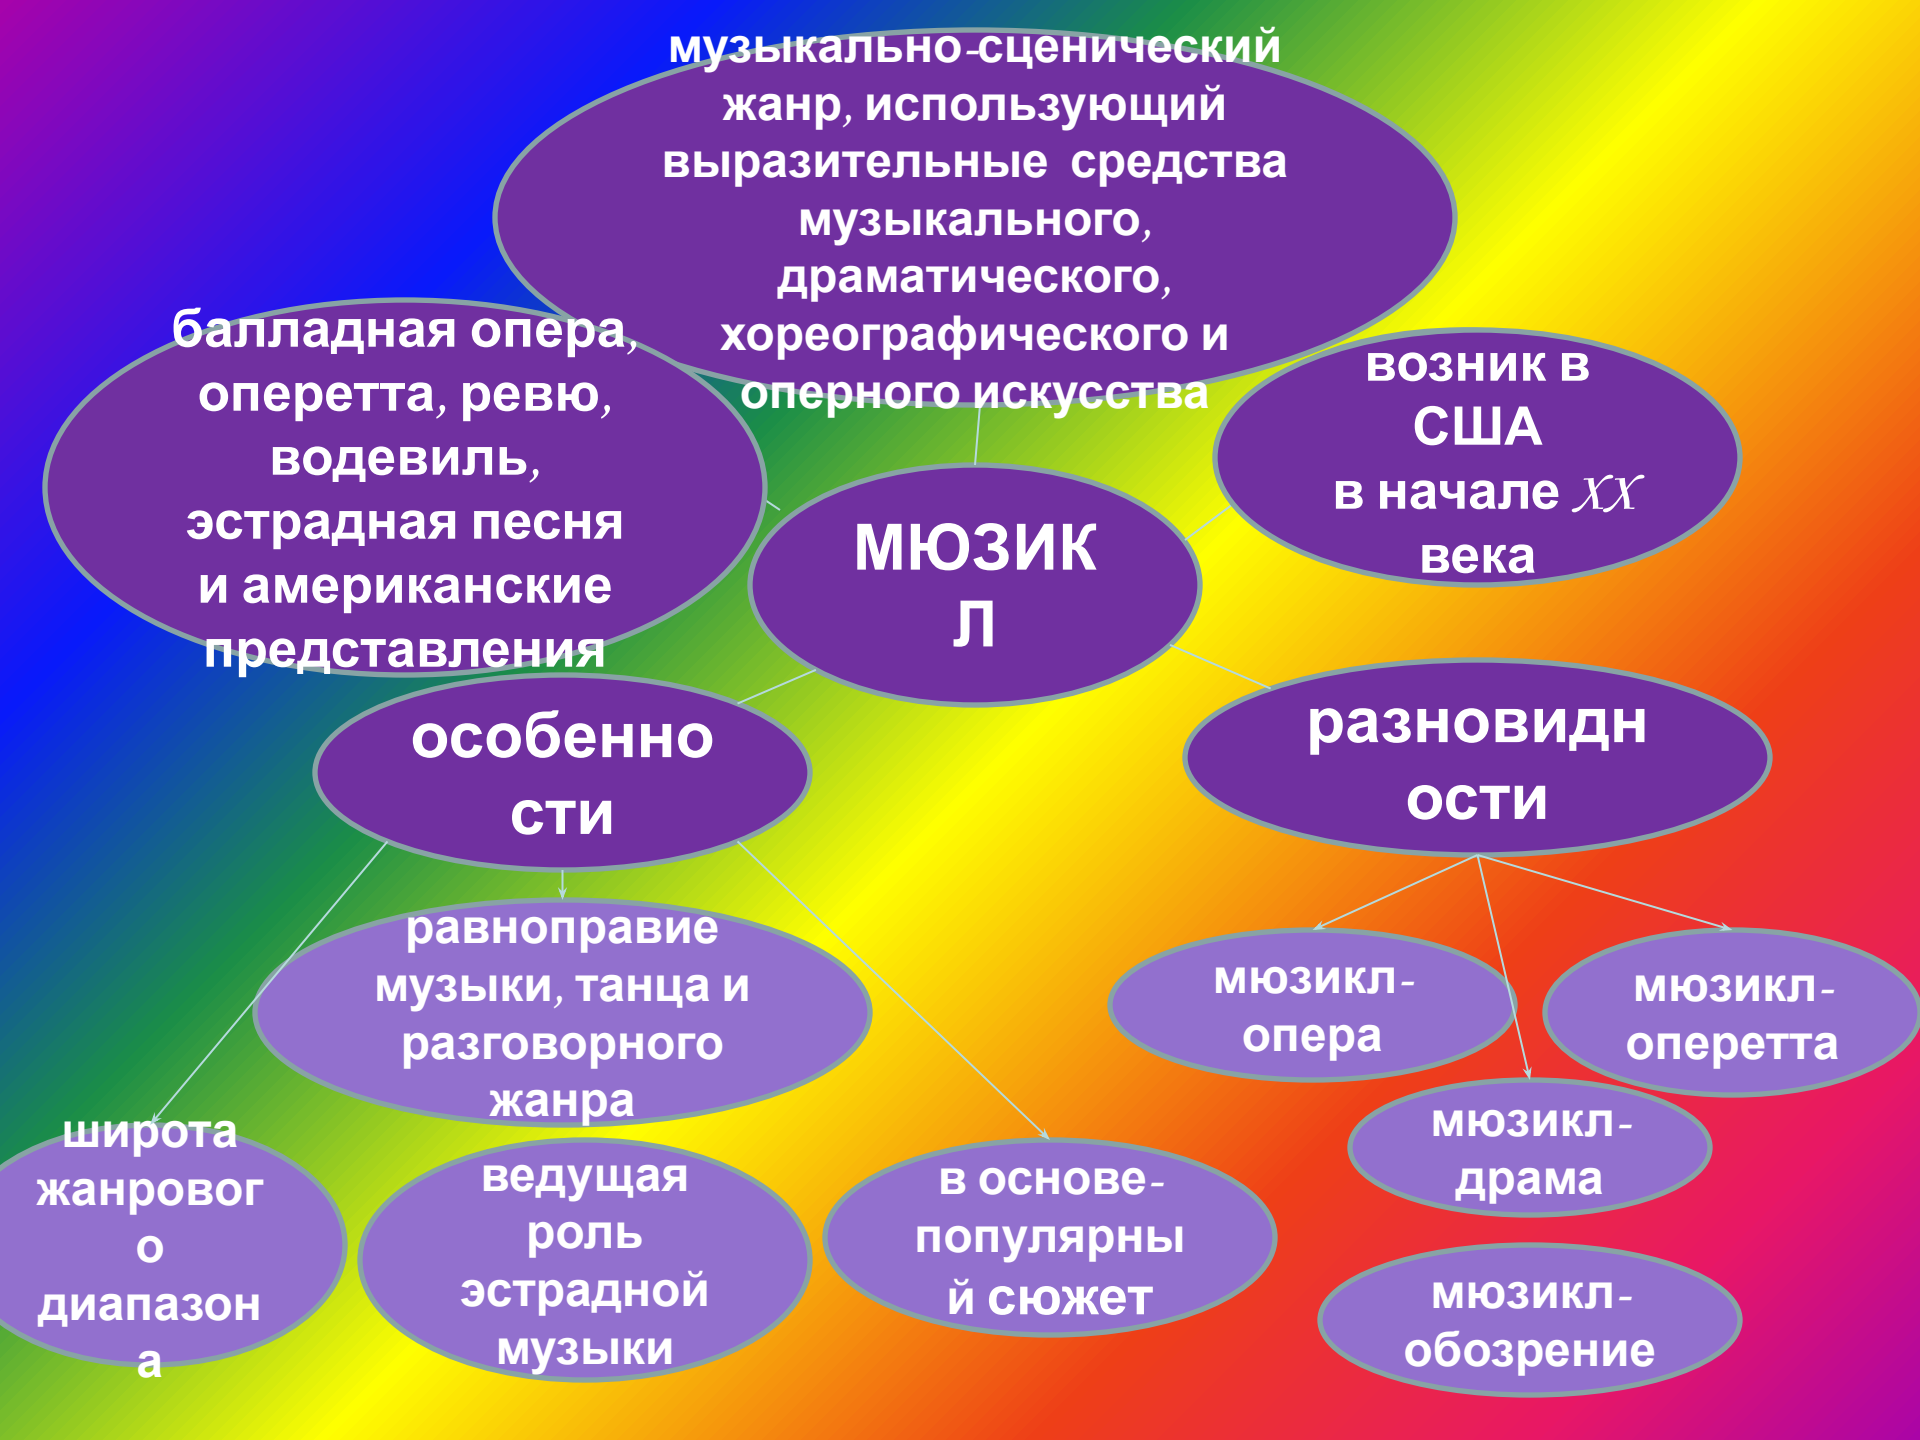 музыкально-сценический
жанр, использующий
выразительные средства
музыкального,
драматического,
хореографического и
оперного искусства
балладная опера,
оперетта, ревю,
водевиль,
эстрадная песня
и американские
представления
возник в
США
в начале XX
века
МЮЗИК
Л
особенно
сти
разновидн
ости
равноправие
музыки, танца и
разговорного
жанра
мюзикл-
опера
мюзикл-
оперетта
мюзикл-
драма
широта
жанровог
о
диапазон
а
ведущая
роль
эстрадной
музыки
в основе-
популярны
й сюжет
мюзикл-
обозрение